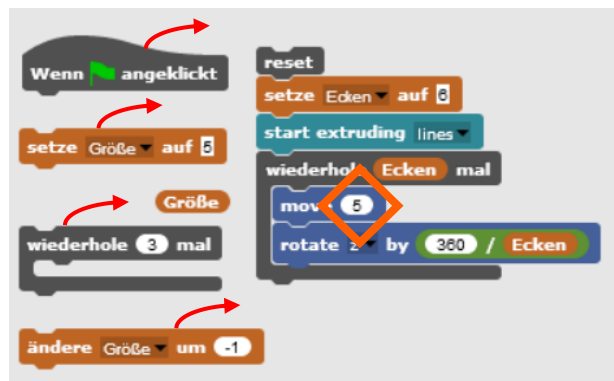 Wenn angeklickt
setze Größe auf 5
Größe
wiederhole 3 mal
ändere Größe um -1
reset
setze Ecken auf 6
start extruding lines
wiederhole Ecken mal
move 5
rotate z by 360 / Ecken